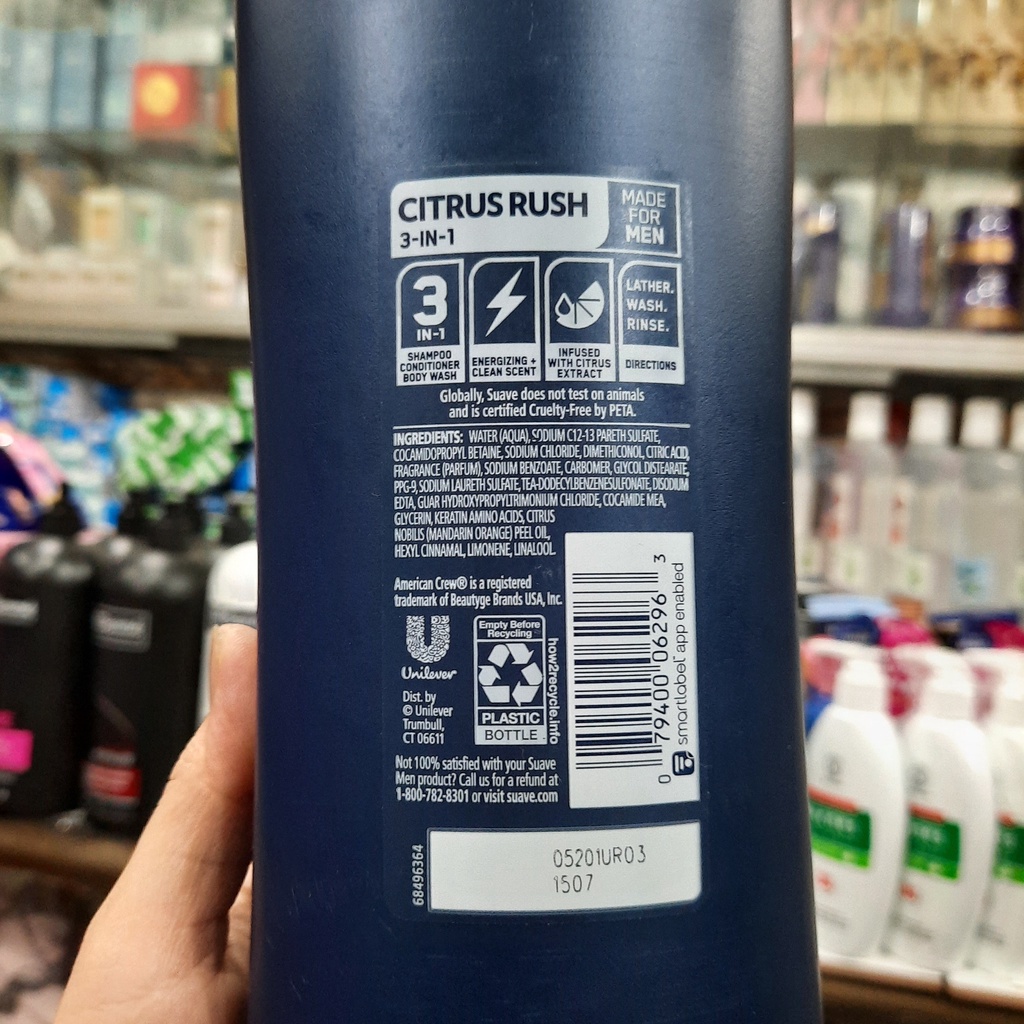 CITRUS RUSH
3-IN-1
MADE
FOR
MEN
3
IN-1
SHAMPOO
CONDITIONER
BODY WASH
ENERGIZING +
CLEAN SCENT
INFUSED
WITH CITRUS
EXTRACT
LATHER.
WASH.
RINSE.
DIRECTIONS
Globally, Suave does not test on animals
and is certified Cruelty-Free by PETA.
INGREDIENTS: WATER (AQUA), SODIUM C12-13 PARETH SULFATE,
COCAMIDOPROPYL BETAINE, SODIUM CHLORIDE, DIMETHICONOL, CITRIC ACID,
FRAGRANCE (PARFUM), SODIUM BENZOATE, CARBOMER, GLYCOL DISTEARATE,
PPG-9, SODIUM LAURETH SULFATE, TEA-DODECYLBENZENESULFONATE, DISODIUM
EDTA, GUAR HYDROXYPROPYLTRIMONIUM CHLORIDE, COCAMIDE MEA,
GLYCERIN, KERATIN AMINO ACIDS, CITRUS
NOBILIS (MANDARIN ORANGE) PEEL OIL,
HEXYL CINNAMAL, LIMONENE, LINALOOL.
American Crew® is a registered
trademark of Beautyge Brands USA, Inc.
Unilever
Dist. by
© Unilever
Trumbull,
CT 06611
Empty Before
Recycling
PLASTIC
BOTTLE
how2recycle.info
0 79400 06296 3
smartlabel™ app enabled
Not 100% satisfied with your Suave
Men product? Call us for a refund at
1-800-782-8301 or visit suave.com
68496364
05201UR03
1507